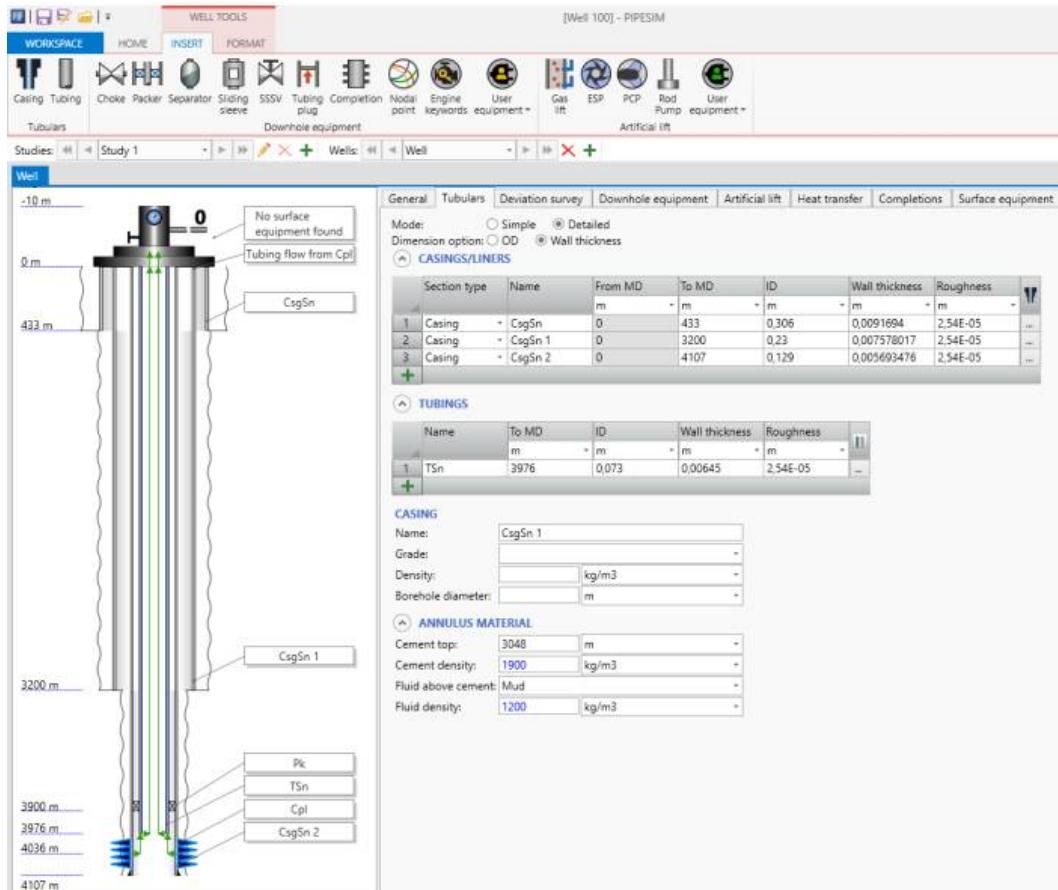 [Well 100] - PIPESIM
WELL TOOLS
WORKSPACE HOME INSERT FORMAT
Casing Tubing Choke Packer Separator Sliding sleeve SSSV Tubing plug Completion Nodal point Engine keywords User equipment Gas lift ESP PCP Rod Pump User equipment
Tubulars Downhole equipment Artificial lift
Studies: Study 1 Wells: Well
Well
-10 m
0
No surface equipment found
0 m
Tubing flow from Cpl
CsgSn
433 m
CsgSn 1
3200 m
Pk
TSn
3900 m
Cpl
3976 m
CsgSn 2
4036 m
4107 m
General Tubulars Deviation survey Downhole equipment Artificial lift Heat transfer Completions Surface equipment
Mode: Simple Detailed
Dimension option: OD Wall thickness
CASINGS/LINERS
Section type Name From MD To MD ID Wall thickness Roughness
m m m m m
1 Casing CsgSn 0 433 0,306 0,0091694 2,54E-05 ...
2 Casing CsgSn 1 0 3200 0,23 0,007578017 2,54E-05 ...
3 Casing CsgSn 2 0 4107 0,129 0,005693476 2,54E-05 ...
TUBINGS
Name To MD ID Wall thickness Roughness
m m m m
1 TSn 3976 0,073 0,00645 2,54E-05 ...
CASING
Name: CsgSn 1
Grade:
Density: kg/m3
Borehole diameter: m
ANNULUS MATERIAL
Cement top: 3048 m
Cement density: 1900 kg/m3
Fluid above cement: Mud
Fluid density: 1200 kg/m3